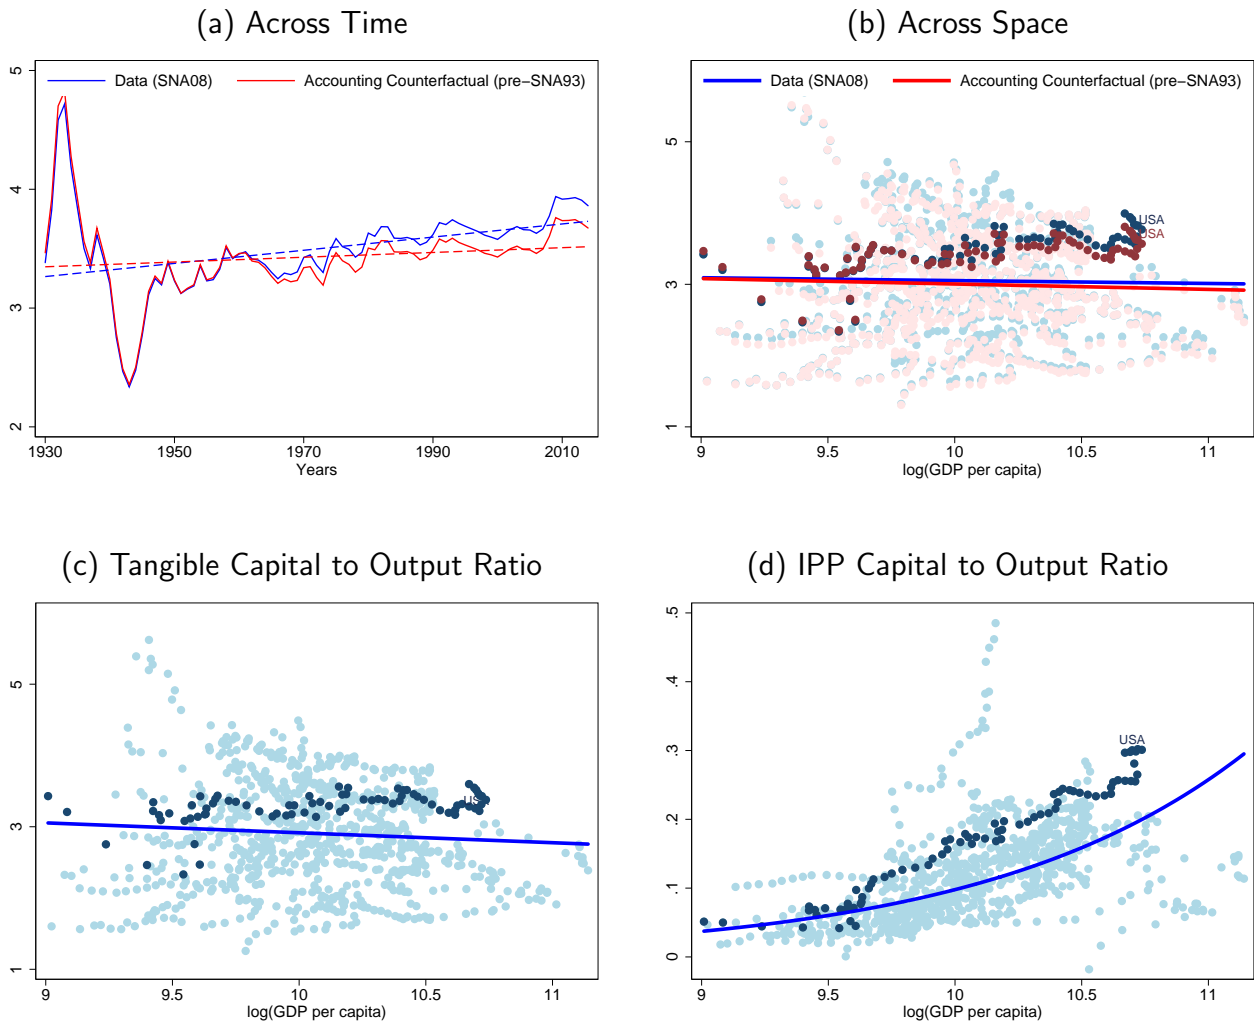 (a) Across Time
Data (SNA08)
Accounting Counterfactual (pre−SNA93)
5
4
3
2
1930
1950
1970
1990
2010
Years
(b) Across Space
Data (SNA08)
Accounting Counterfactual (pre−SNA93)
5
3
1
USA
USA
9
9.5
10
10.5
11
log(GDP per capita)
(c) Tangible Capital to Output Ratio
5
3
1
USA
9
9.5
10
10.5
11
log(GDP per capita)
(d) IPP Capital to Output Ratio
.5
.4
.3
.2
.1
0
USA
9
9.5
10
10.5
11
log(GDP per capita)